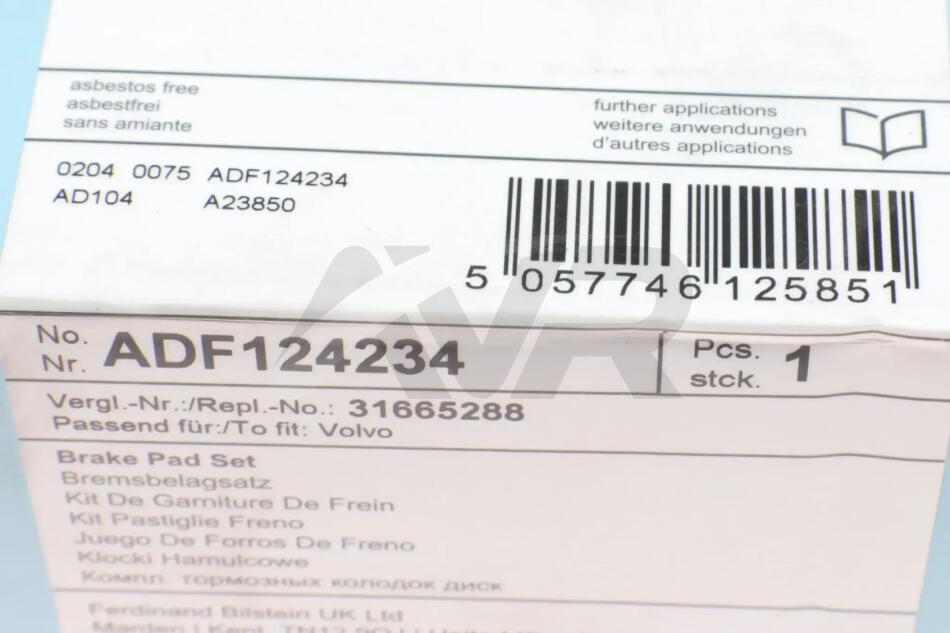 asbestos free
asbestfrei
sans amiante
further applications
weitere anwendungen
d'autres applications
0204 0075 ADF124234
AD104 A23850
5 057746 125851
iVR
No.
Nr. ADF124234
Pcs.
stck. 1
Vergl.-Nr.:/Repl.-No.: 31665288
Passend für:/To fit: Volvo
Brake Pad Set
Bremsbelagsatz
Kit De Garniture De Frein
Kit Pastiglie Freno
Juego De Forros De Freno
Klocki Hamulcowe
Компл. тормозных колодок диск
Ferdinand Bilstein UK Ltd